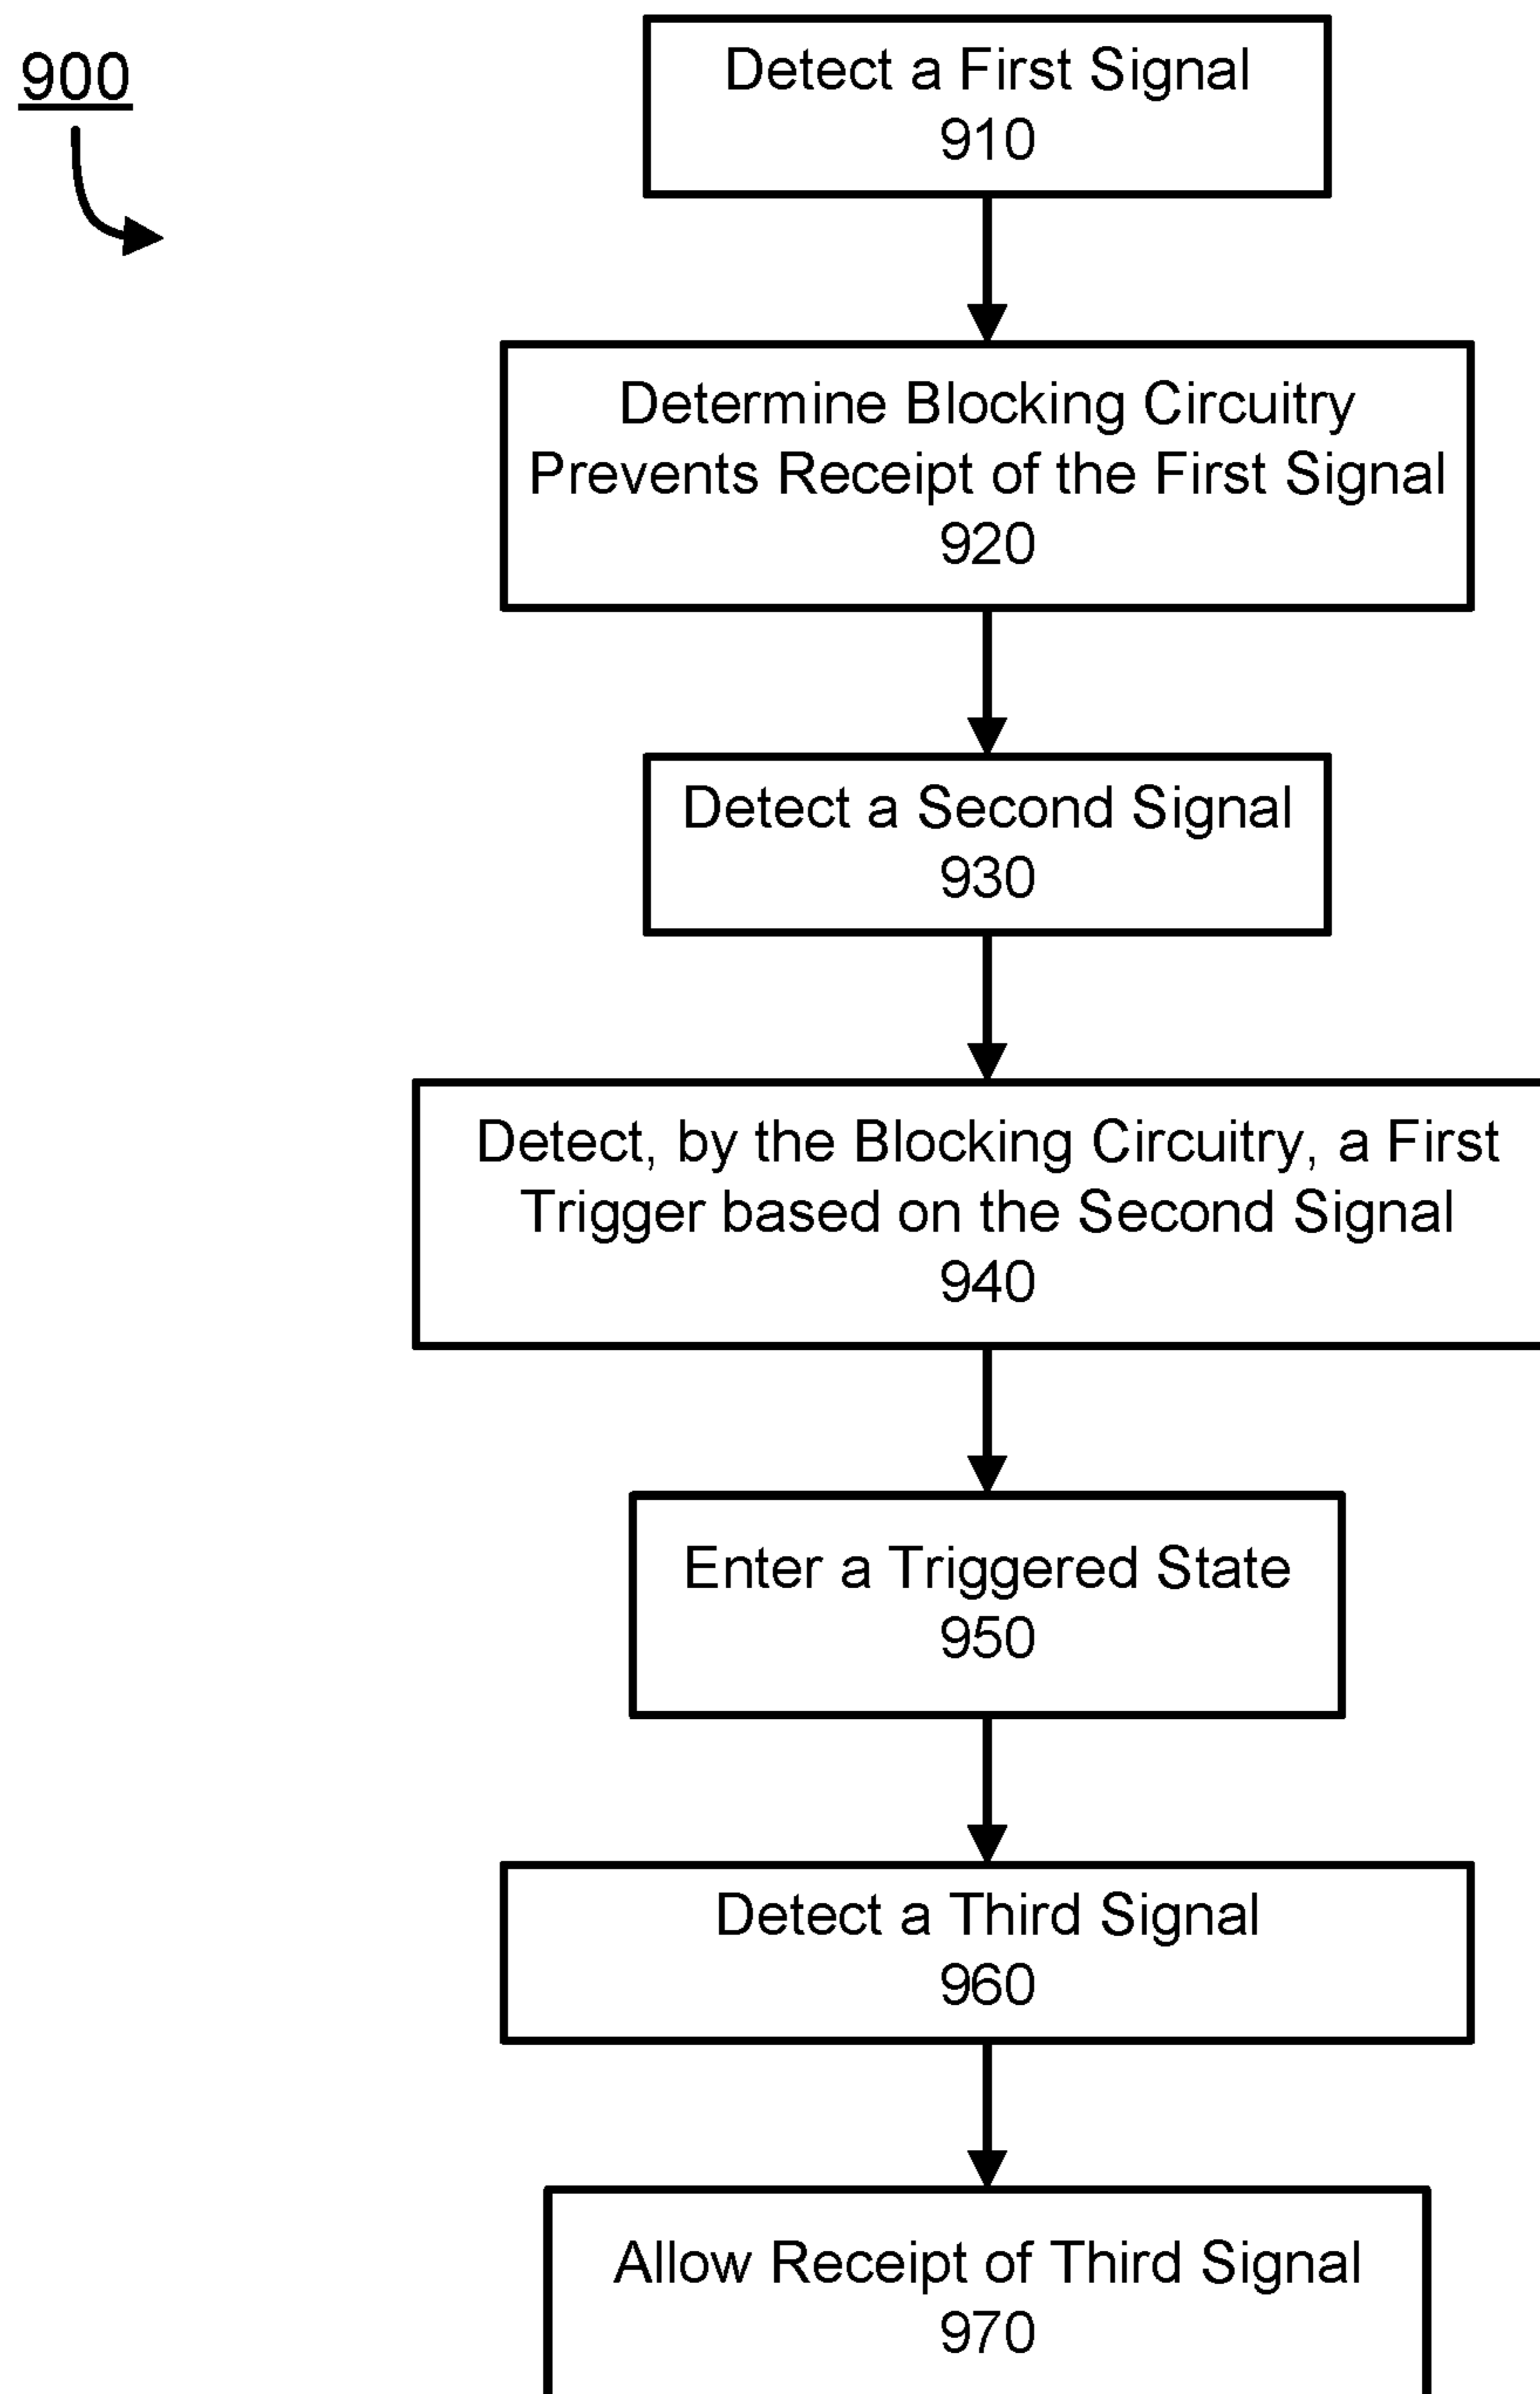 900
Detect a First Signal
910
Determine Blocking Circuitry
Prevents Receipt of the First Signal
920
Detect a Second Signal
930
Detect, by the Blocking Circuitry, a First
Trigger based on the Second Signal
940
Enter a Triggered State
950
Detect a Third Signal
960
Allow Receipt of Third Signal
970